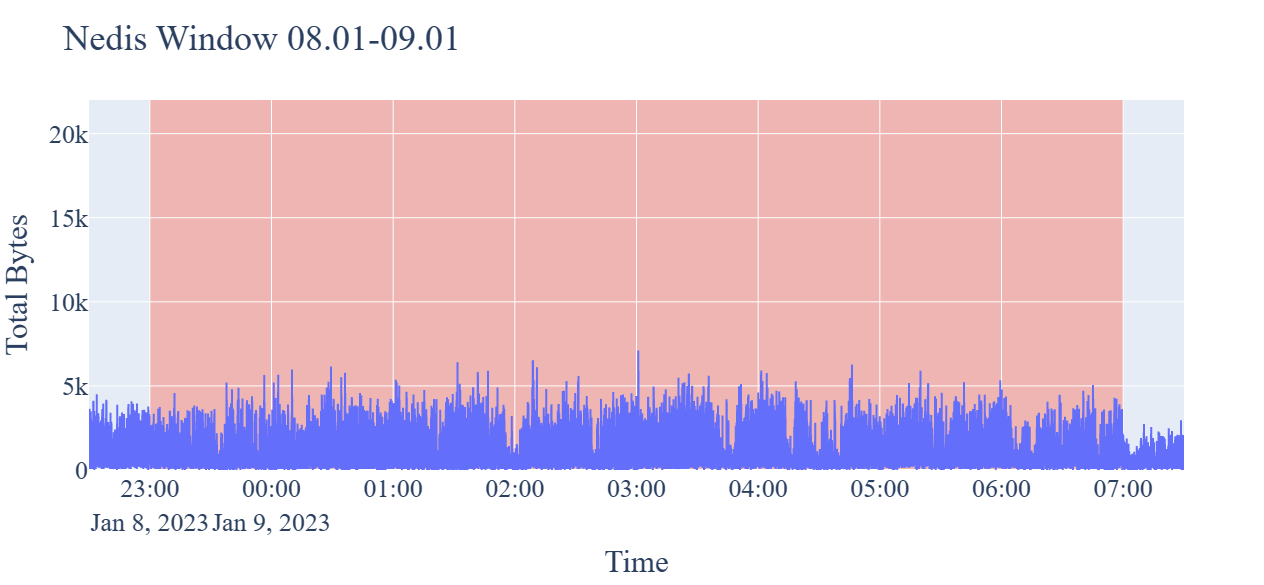 Nedis Window 08.01-09.01
Total Bytes
20k
15k
10k
5k
0
23:00 00:00 01:00 02:00 03:00 04:00 05:00 06:00 07:00
Jan 8, 2023 Jan 9, 2023
Time